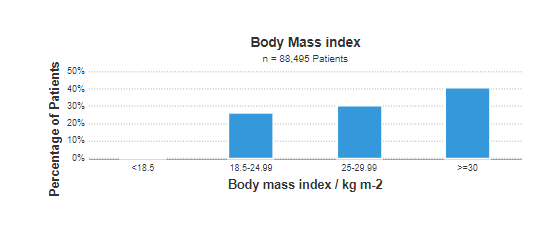 Body Mass index
n = 88,495 Patients
Percentage of Patients
50%
40%
30%
20%
10%
0%
<18.5
18.5-24.99
25-29.99
>=30
Body mass index / kg m-2